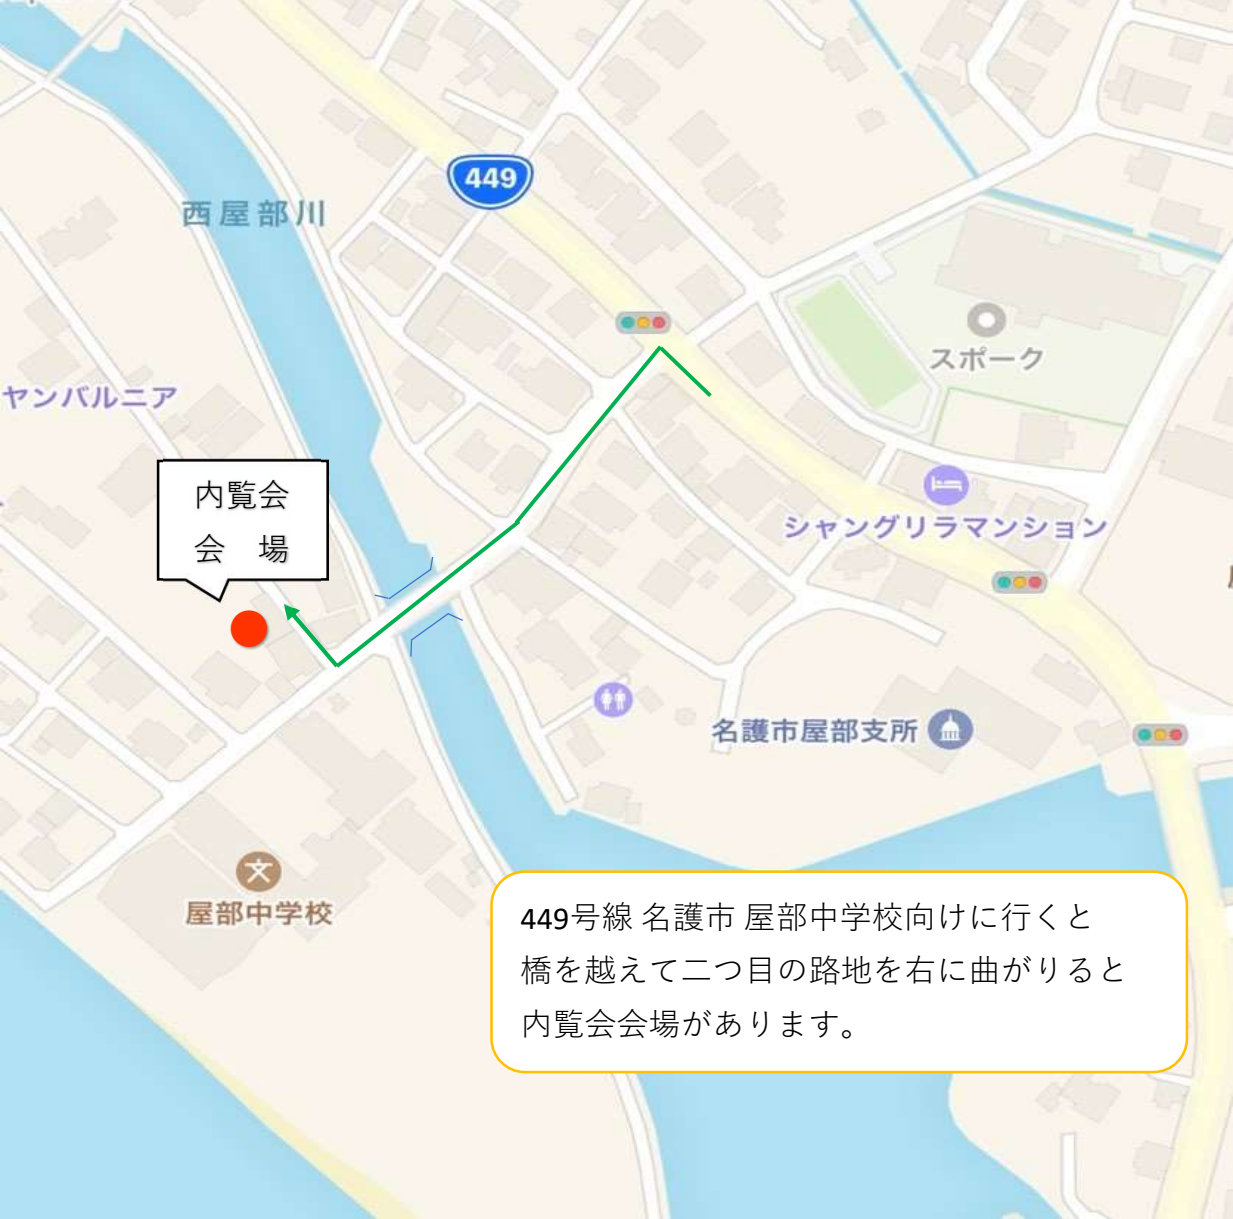 449
西屋部川
スポーク
ヤンバルニア
内覧会
会　場
シャングリラマンション
名護市屋部支所
文
屋部中学校
449号線 名護市 屋部中学校向けに行くと
橋を越えて二つ目の路地を右に曲がりると
内覧会会場があります。